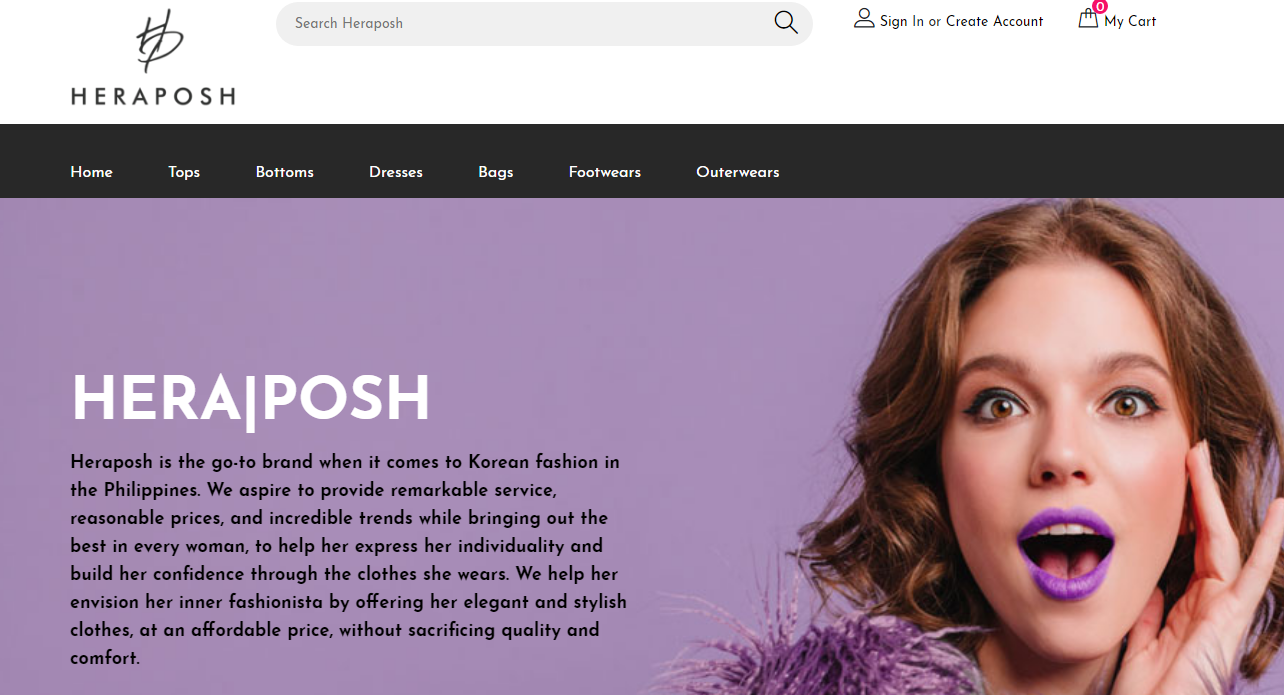 HERAPOSH
Search Heraposh
Sign In or Create Account
0
My Cart
Home Tops Bottoms Dresses Bags Footwears Outerwears
HERA|POSH
Heraposh is the go-to brand when it comes to Korean fashion in
the Philippines. We aspire to provide remarkable service,
reasonable prices, and incredible trends while bringing out the
best in every woman, to help her express her individuality and
build her confidence through the clothes she wears. We help her
envision her inner fashionista by offering her elegant and stylish
clothes, at an affordable price, without sacrificing quality and
comfort.